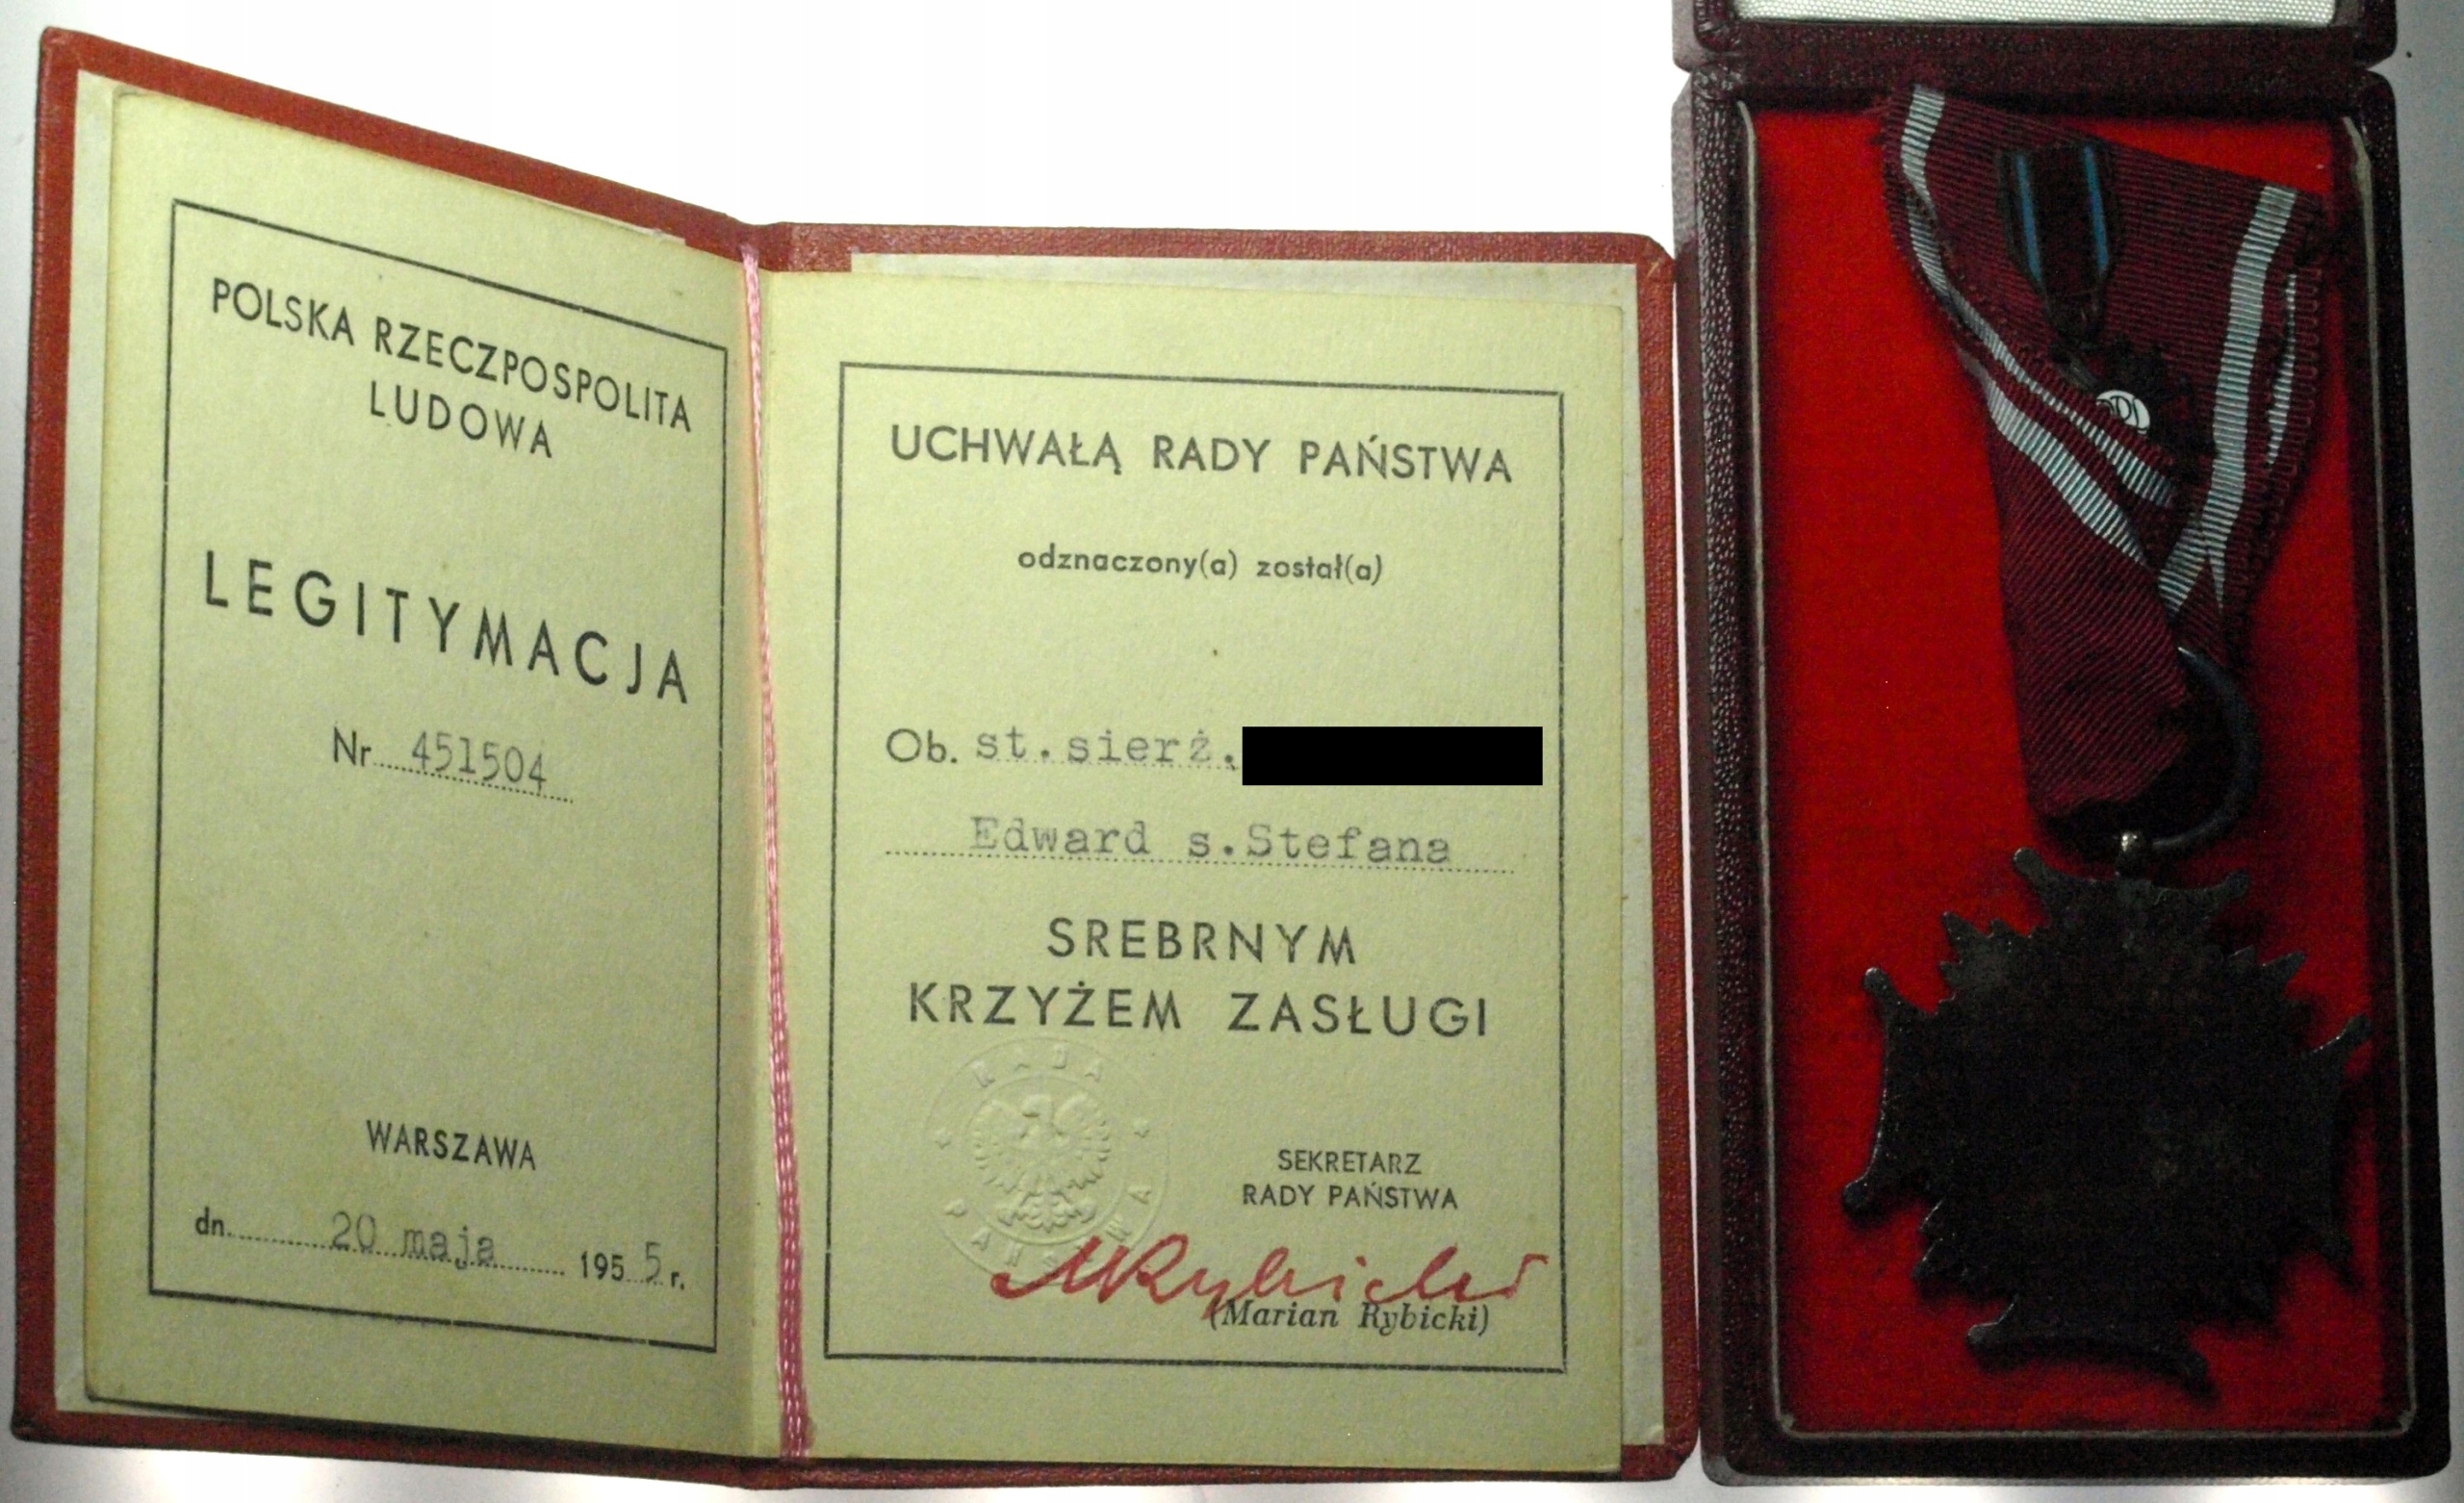 POLSKA RZECZPOSPOLITA
LUDOWA
LEGITYMACJA
Nr 451504
WARSZAWA
dn. 20 maja 1955 r.
UCHWAŁĄ RADY PAŃSTWA
odznaczony(a) został(a)
Ob. st.sierż.
Edward s.Stefana
SREBRNYM
KRZYŻEM ZASŁUGI
RADA PAŃSTWA
SEKRETARZ
RADY PAŃSTWA
MRybicki
(Marian Rybicki)